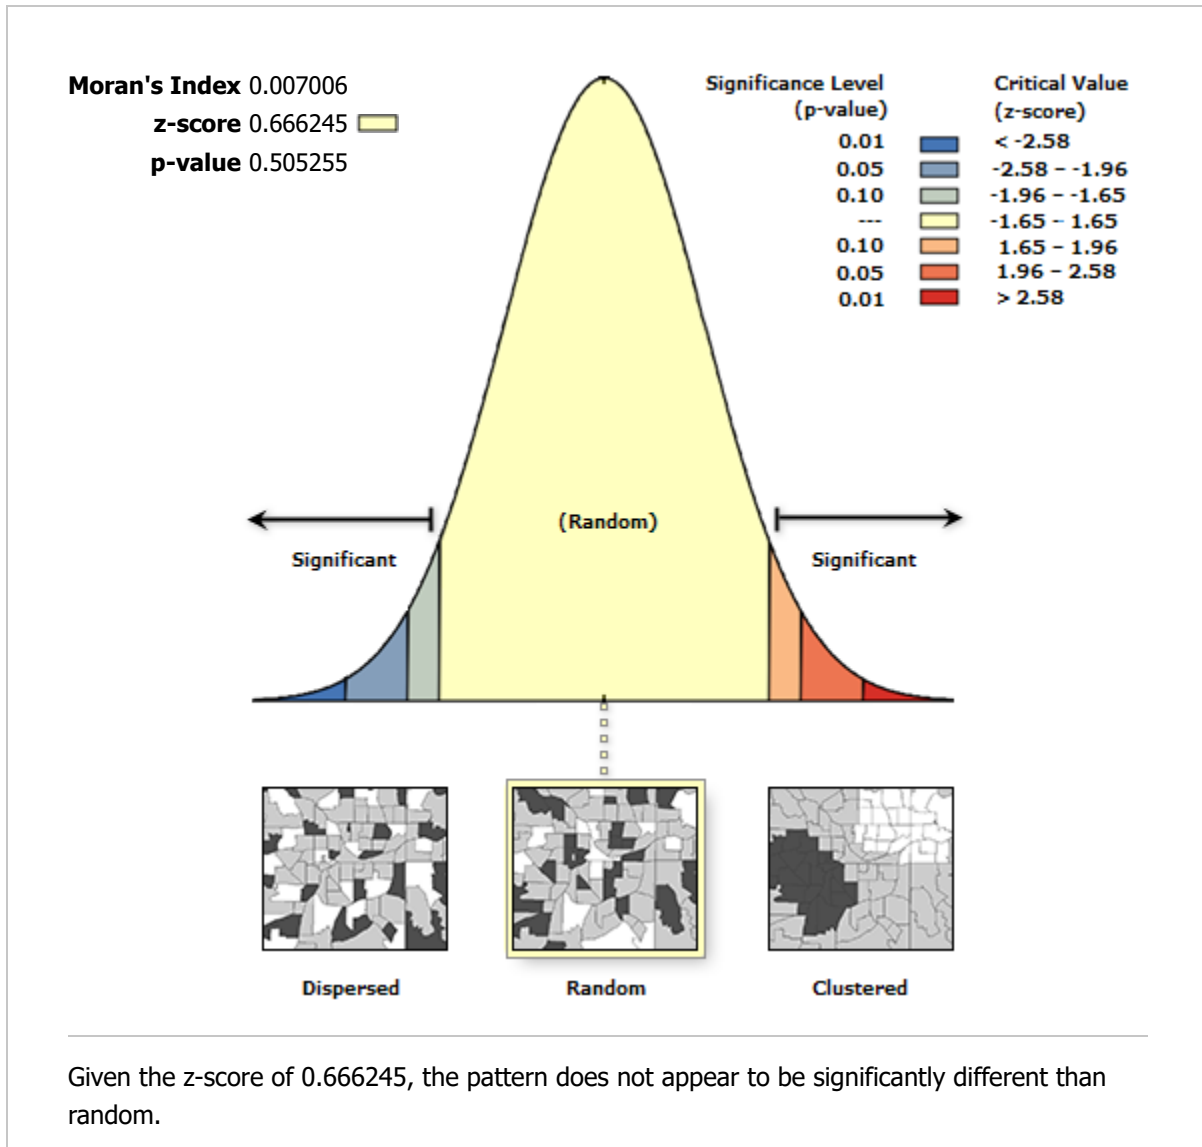 Moran's Index 0.007006
z-score 0.666245
p-value 0.505255
Significance Level
(p-value)
Critical Value
(z-score)
0.01 < -2.58
0.05 -2.58 – -1.96
0.10 -1.96 – -1.65
--- -1.65 - 1.65
0.10 1.65 – 1.96
0.05 1.96 – 2.58
0.01 > 2.58
(Random)
Significant
Significant
Dispersed
Random
Clustered
Given the z-score of 0.666245, the pattern does not appear to be significantly different than
random.